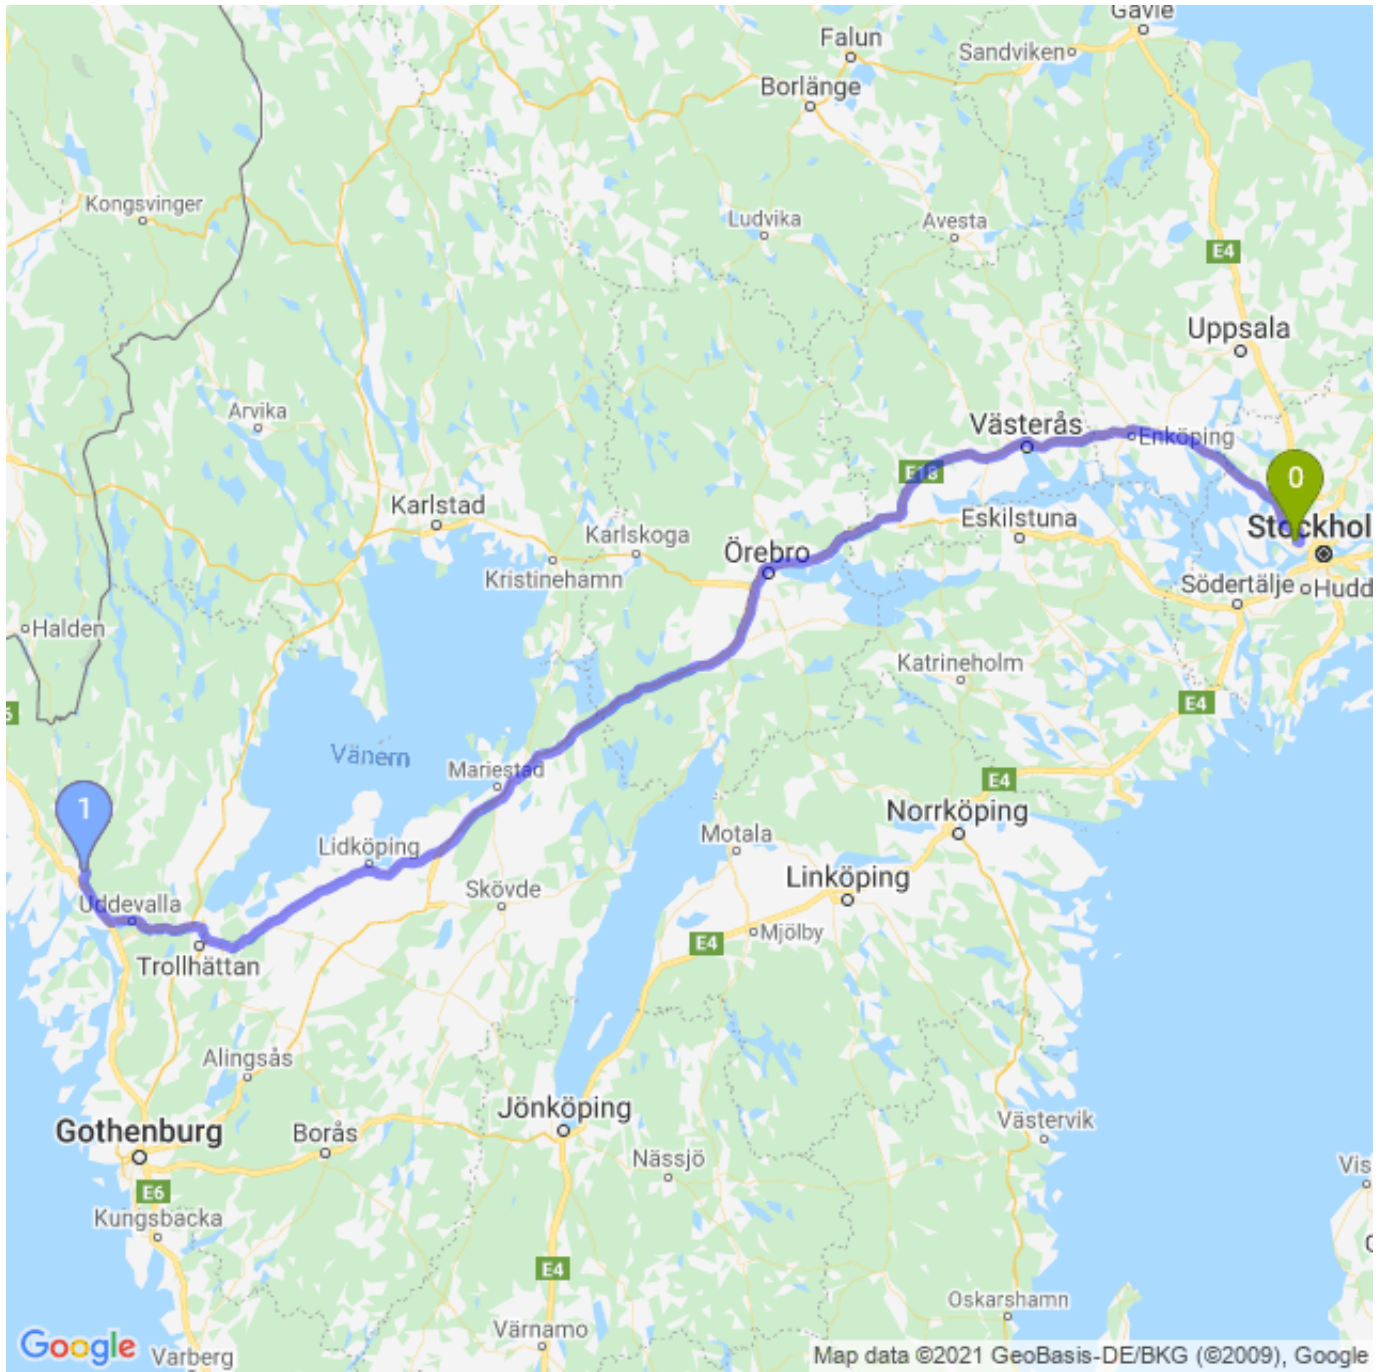 Gävle
Falun
Sandviken
Borlänge
Kongsvinger
Ludvika
Avesta
E4
Uppsala
Arvika
Västerås
Enköping
E18
0
Karlstad
Eskilstuna
Stockhol
Karlskoga
Örebro
Kristinehamn
Södertälje
Hudd
Halden
Katrineholm
E4
6
Vänern
Mariestad
E4
1
Norrköping
Motala
Lidköping
Linköping
Skövde
Uddevalla
Mjölby
E4
Trollhättan
Alingsås
Jönköping
Västervik
Gothenburg
Borås
Nässjö
Vis
E6
Kungsbacka
E4
Oskarshamn
Värnamo
Google
Varberg
Map data ©2021 GeoBasis-DE/BKG (©2009), Google